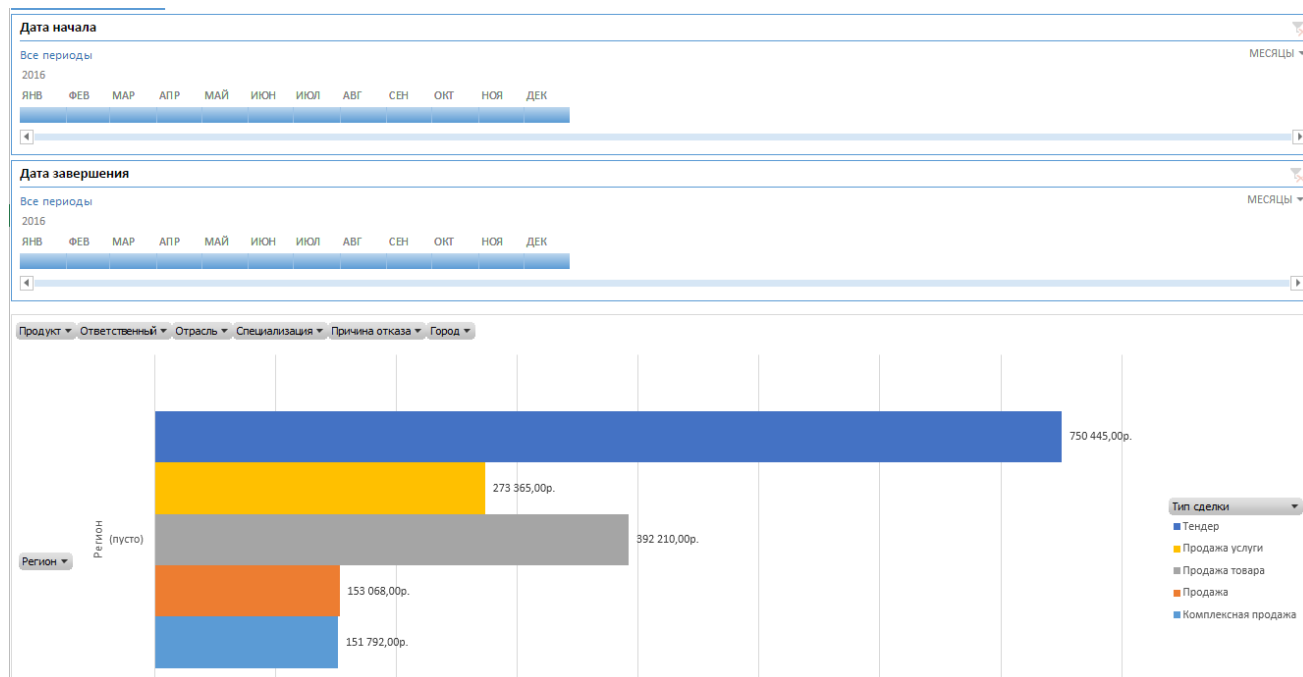 Дата начала
Все периоды
МЕСЯЦЫ
2016
ЯНВ ФЕВ МАР АПР МАЙ ИЮН ИЮЛ АВГ СЕН ОКТ НОЯ ДЕК
Дата завершения
Все периоды
МЕСЯЦЫ
2016
ЯНВ ФЕВ МАР АПР МАЙ ИЮН ИЮЛ АВГ СЕН ОКТ НОЯ ДЕК
Продукт Ответственный Отрасль Специализация Причина отказа Город
750 445,00р.
273 365,00р.
392 210,00р.
153 068,00р.
151 792,00р.
Регион
Регион
(пусто)
Тип сделки
Тендер
Продажа услуги
Продажа товара
Продажа
Комплексная продажа